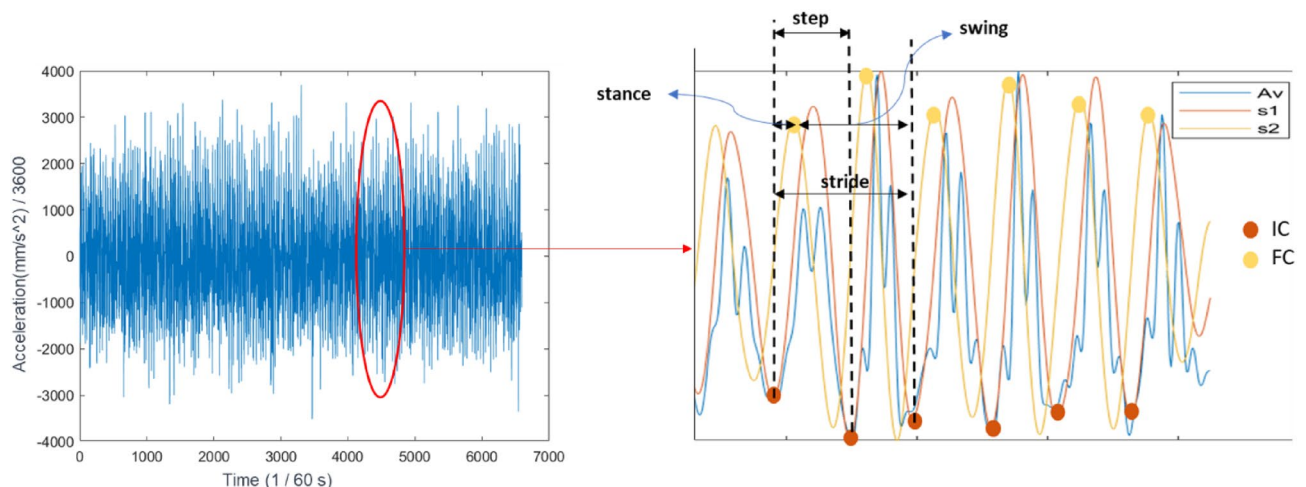 step
swing
stance
stride
Av
s1
s2
IC
FC
Acceleration(mm/s^2) / 3600
4000
3000
2000
1000
0
-1000
-2000
-3000
-4000
0 1000 2000 3000 4000 5000 6000 7000
Time (1 / 60 s)